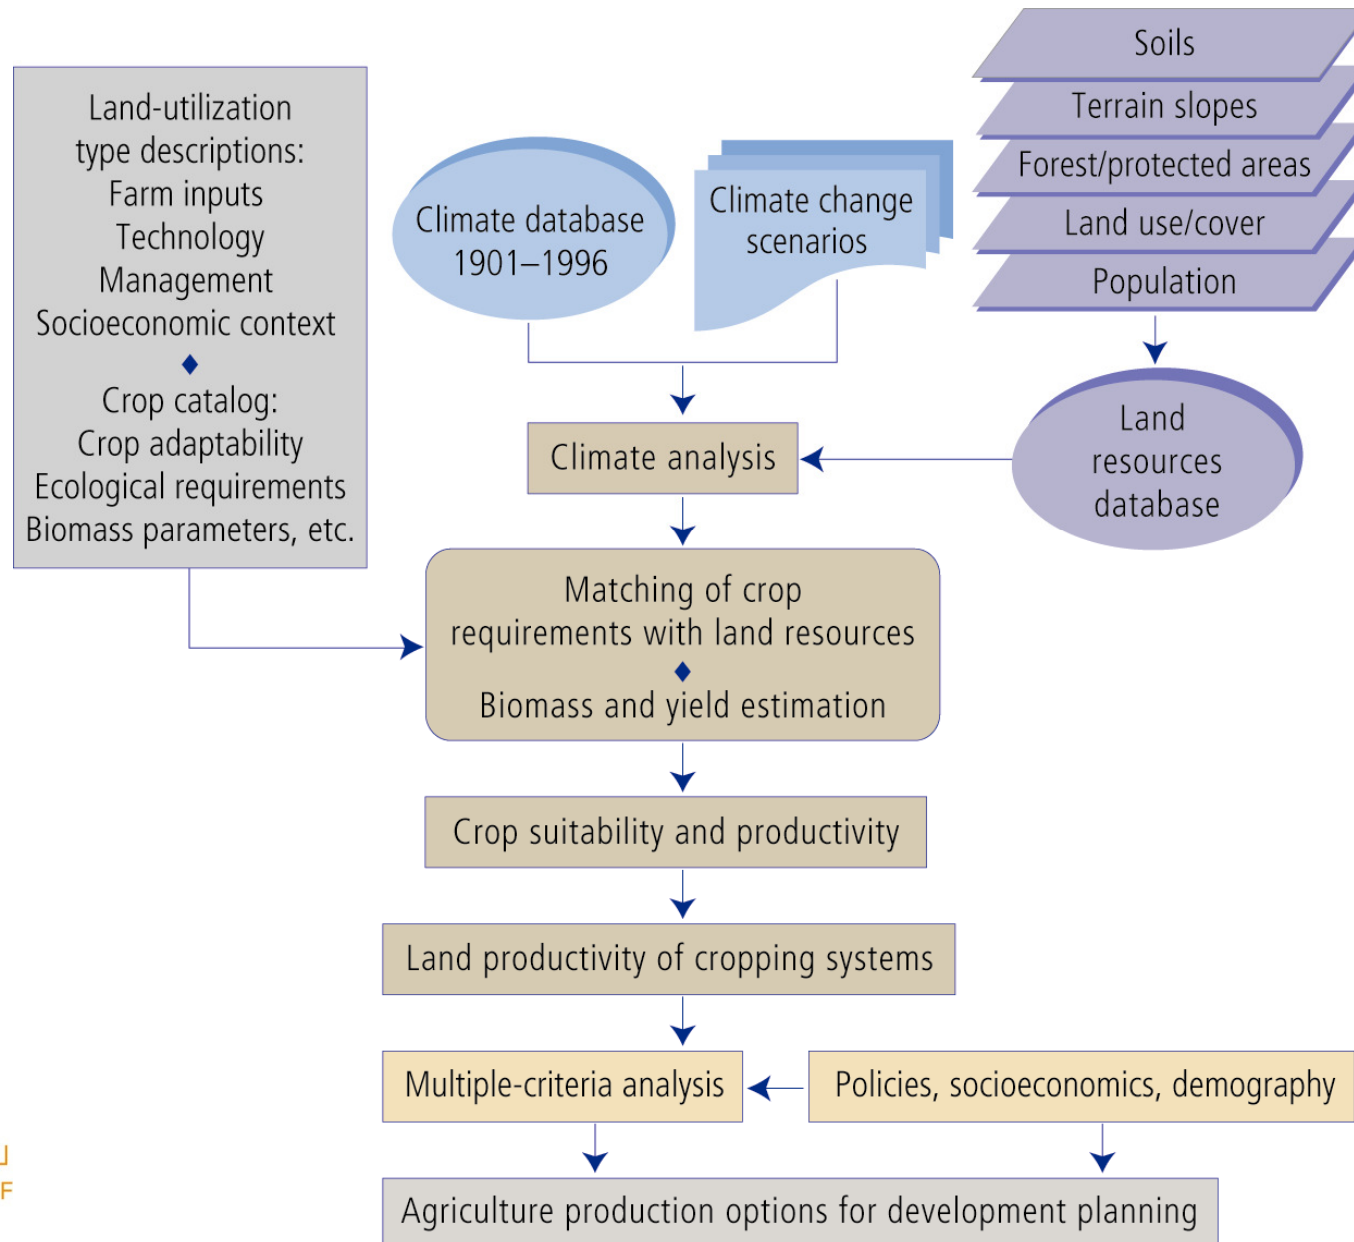 Land-utilization
type descriptions:
Farm inputs
Technology
Management
Socioeconomic context
Crop catalog:
Crop adaptability
Ecological requirements
Biomass parameters, etc.
Climate database
1901–1996
Climate change
scenarios
Soils
Terrain slopes
Forest/protected areas
Land use/cover
Population
Land
resources
database
Climate analysis
Matching of crop
requirements with land resources
Biomass and yield estimation
Crop suitability and productivity
Land productivity of cropping systems
Multiple-criteria analysis
Policies, socioeconomics, demography
Agriculture production options for development planning